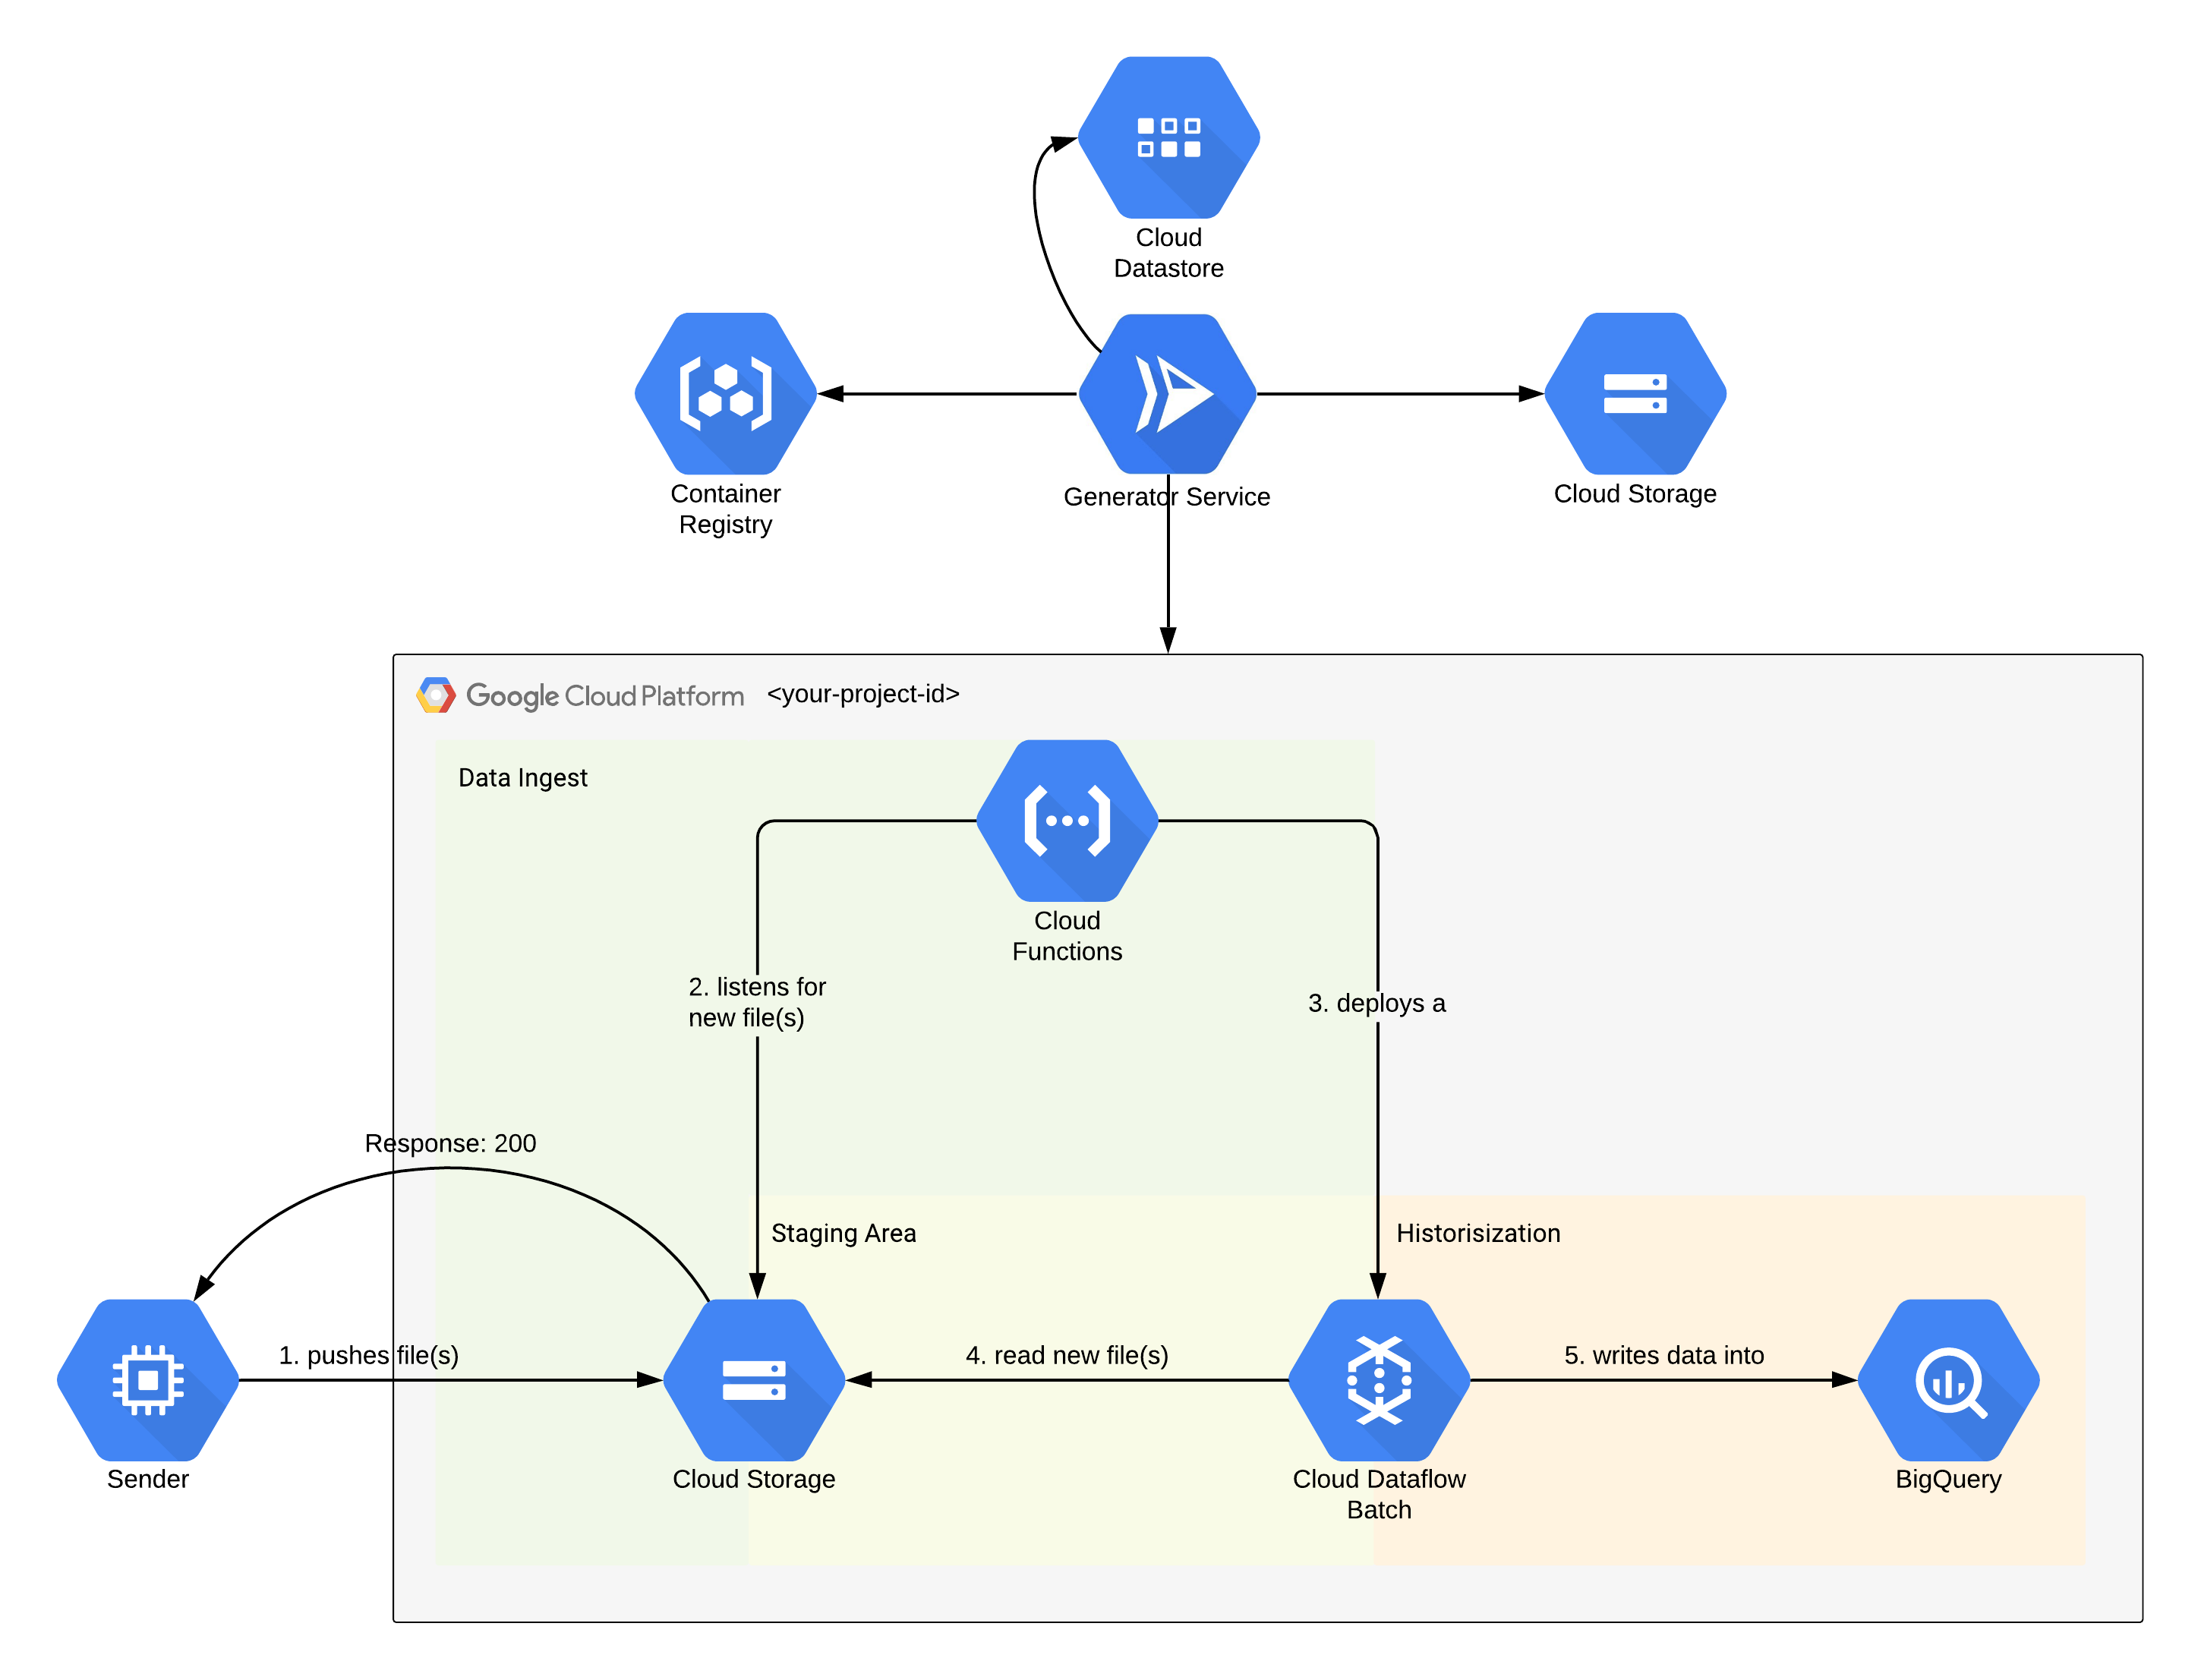 Cloud
Datastore
Container
Registry
Generator Service
Cloud Storage
Google Cloud Platform <your-project-id>
Data Ingest
Cloud
Functions
2. listens for
new file(s)
3. deploys a
Response: 200
Staging Area
Historisization
1. pushes file(s)
4. read new file(s)
5. writes data into
Sender
Cloud Storage
Cloud Dataflow
Batch
BigQuery